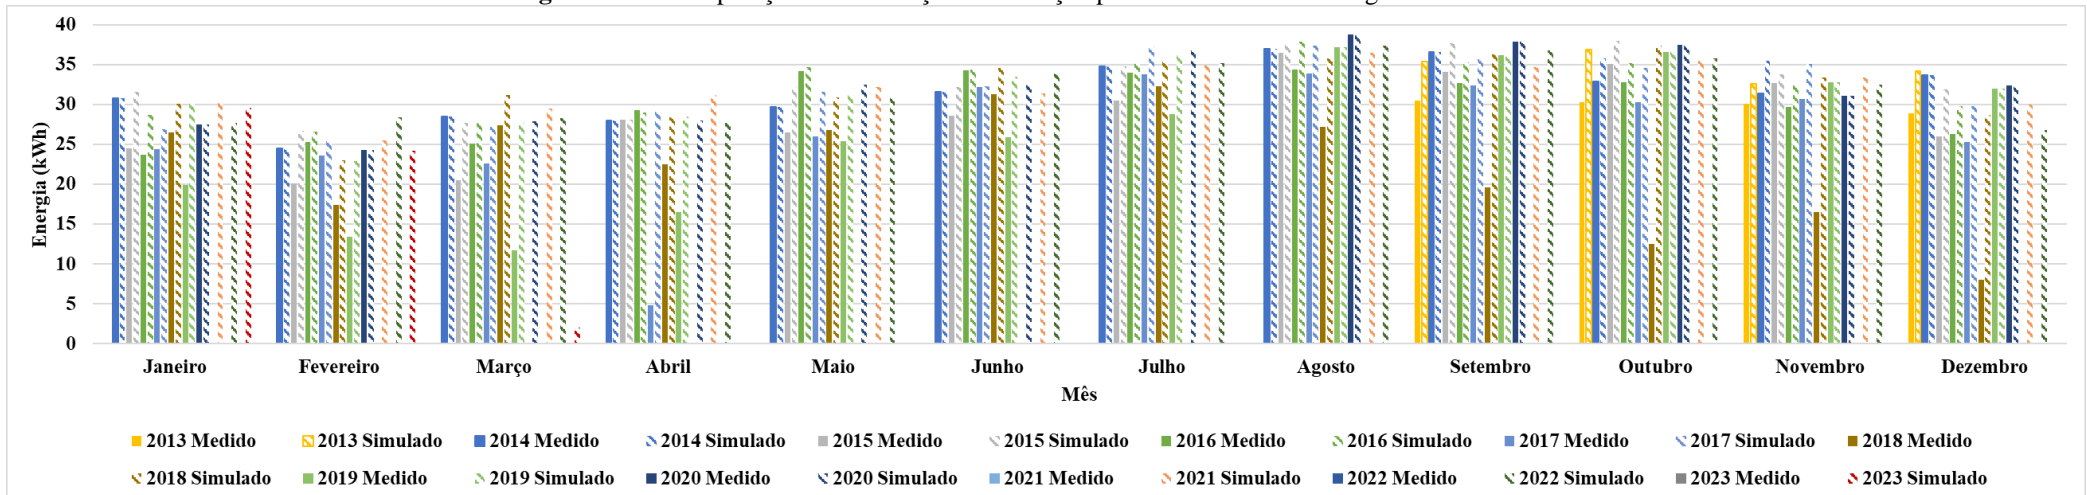 40
35
30
25
20
15
10
5
0
Energia (kWh)
Janeiro Fevereiro Março Abril Maio Junho Julho Agosto Setembro Outubro Novembro Dezembro
Mês
2013 Medido 2013 Simulado 2014 Medido 2014 Simulado 2015 Medido 2015 Simulado 2016 Medido 2016 Simulado 2017 Medido 2017 Simulado 2018 Medido
2018 Simulado 2019 Medido 2019 Simulado 2020 Medido 2020 Simulado 2021 Medido 2021 Simulado 2022 Medido 2022 Simulado 2023 Medido 2023 Simulado